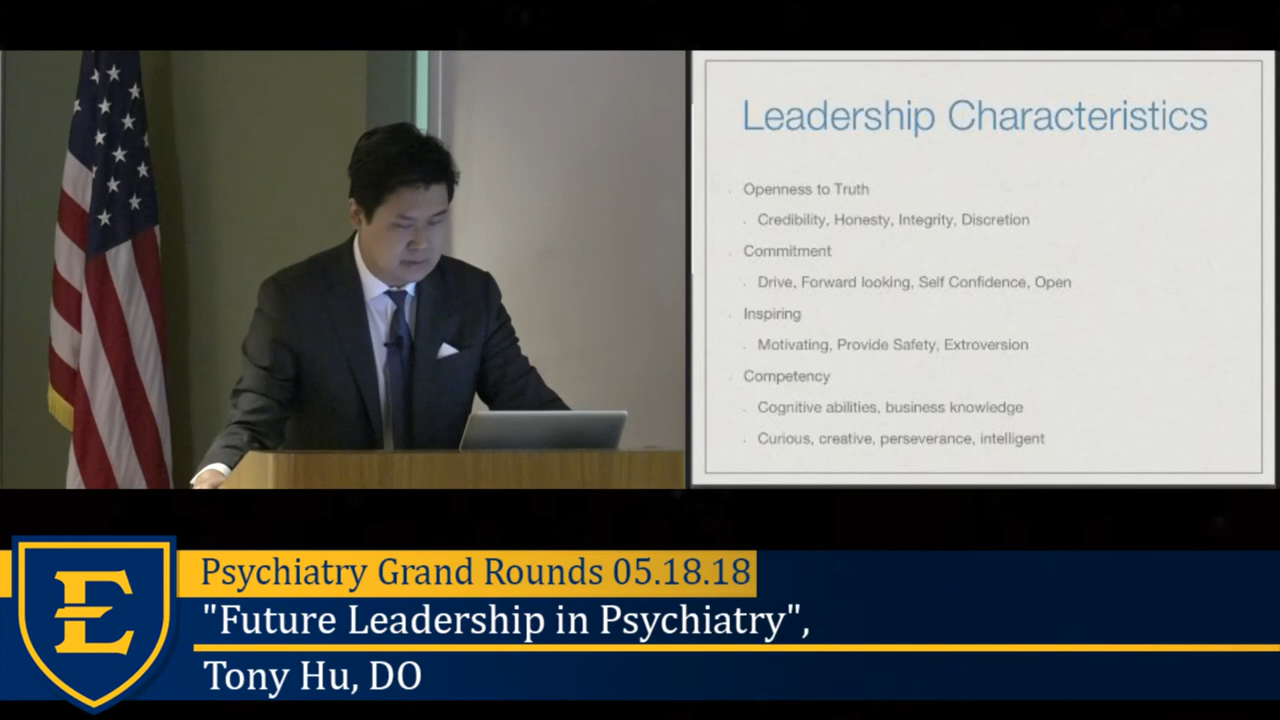 Leadership Characteristics
Openness to Truth
Credibility, Honesty, Integrity, Discretion
Commitment
Drive, Forward looking, Self Confidence, Open
Inspiring
Motivating, Provide Safety, Extroversion
Competency
Cognitive abilities, business knowledge
Curious, creative, perseverance, intelligent
E
Psychiatry Grand Rounds 05.18.18
"Future Leadership in Psychiatry",
Tony Hu, DO